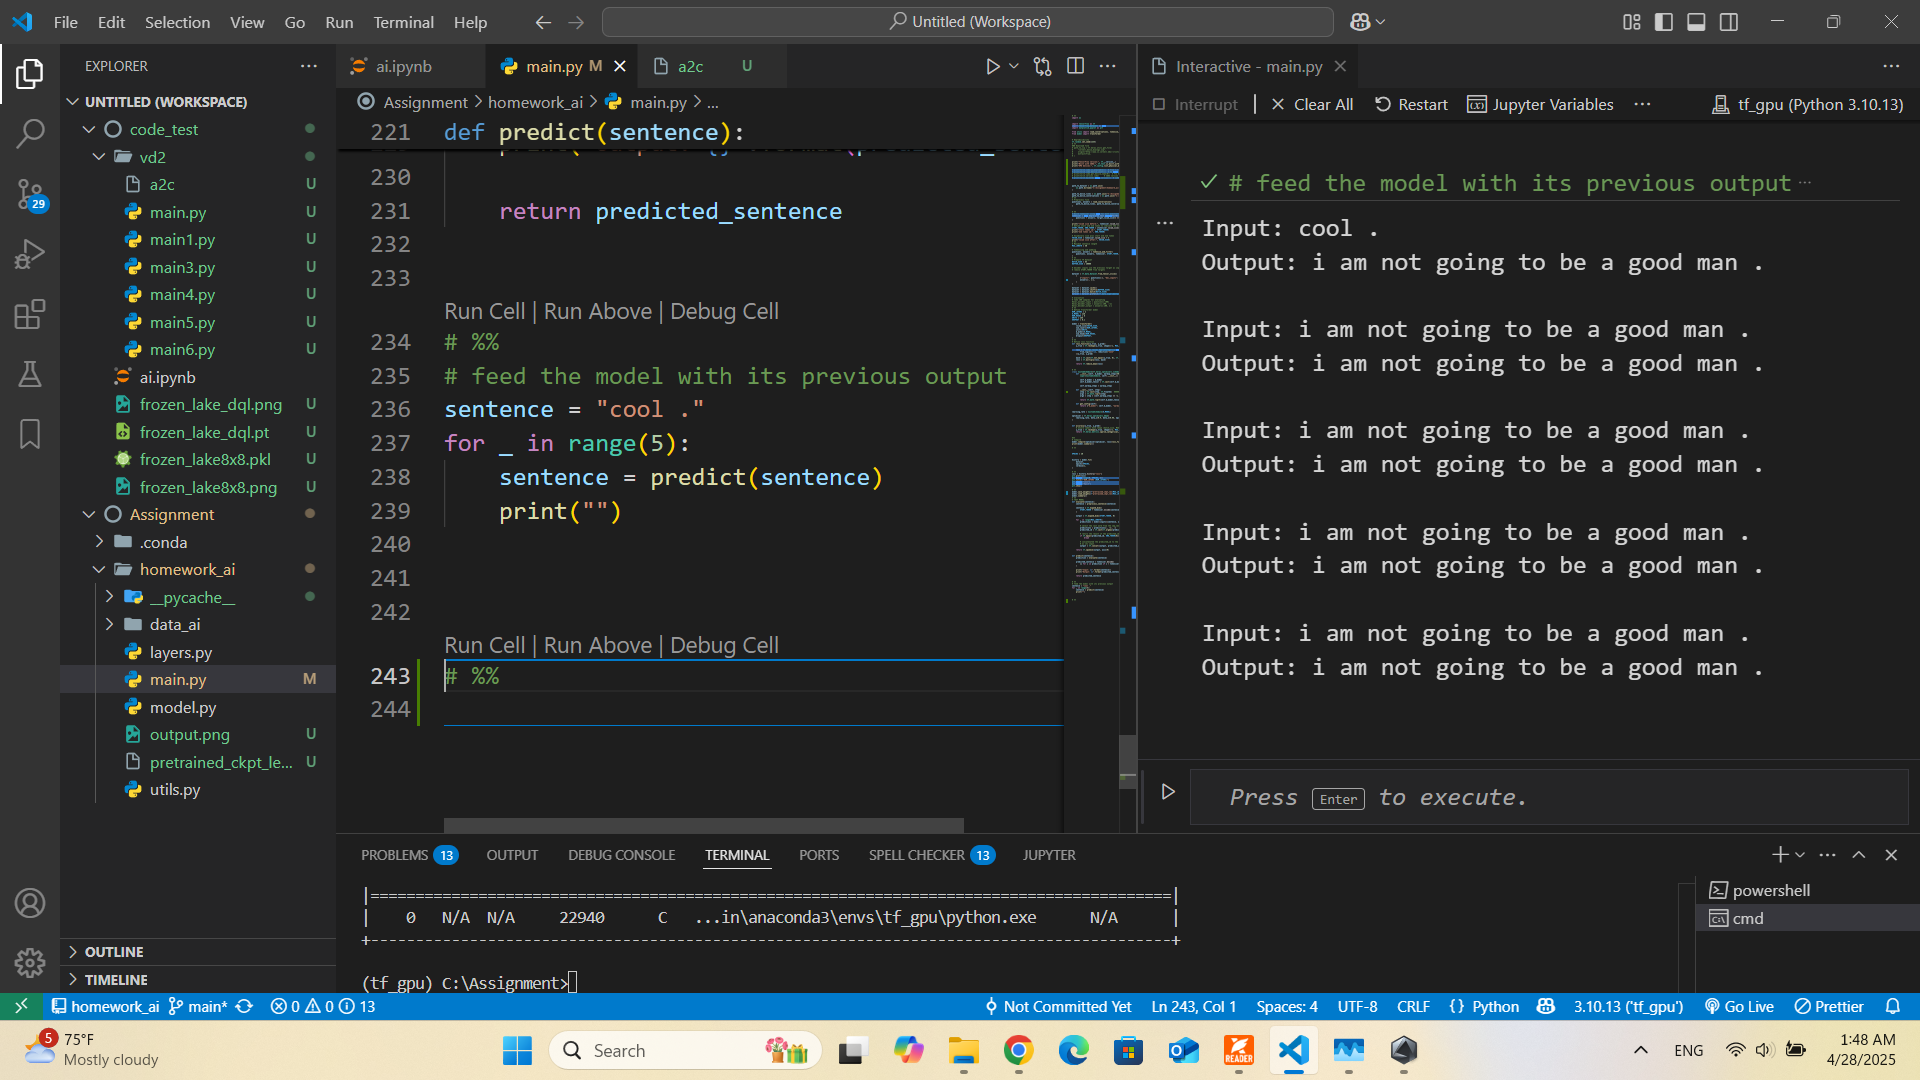 File Edit Selection View Go Run Terminal Help
Untitled (Workspace)
EXPLORER
UNTITLED (WORKSPACE)
code_test
vd2
a2c U
main.py U
main1.py U
main3.py U
main4.py U
main5.py U
main6.py U
ai.ipynb
frozen_lake_dql.png U
frozen_lake_dql.pt U
frozen_lake8x8.pkl U
frozen_lake8x8.png U
Assignment
.conda
homework_ai
__pycache__
data_ai
layers.py
main.py M
model.py
output.png U
pretrained_ckpt_le... U
utils.py
OUTLINE
TIMELINE
29
ai.ipynb
main.py M
a2c U
Assignment > homework_ai > main.py > ...
221 def predict(sentence):
230
231 return predicted_sentence
232
233
Run Cell | Run Above | Debug Cell
234 # %%
235 # feed the model with its previous output
236 sentence = "cool ."
237 for _ in range(5):
238 sentence = predict(sentence)
239 print("")
240
241
242
Run Cell | Run Above | Debug Cell
243 # %%
244
Interactive - main.py
Interrupt | Clear All Restart Jupyter Variables ... tf_gpu (Python 3.10.13)
# feed the model with its previous output ...
Input: cool .
Output: i am not going to be a good man .
Input: i am not going to be a good man .
Output: i am not going to be a good man .
Input: i am not going to be a good man .
Output: i am not going to be a good man .
Input: i am not going to be a good man .
Output: i am not going to be a good man .
Input: i am not going to be a good man .
Output: i am not going to be a good man .
Press Enter to execute.
PROBLEMS 13 OUTPUT DEBUG CONSOLE TERMINAL PORTS SPELL CHECKER 13 JUPYTER
| 0 N/A N/A 22940 C ...in\anaconda3\envs\tf_gpu\python.exe N/A |
(tf_gpu) C:\Assignment>
powershell
cmd
homework_ai main* 0 0 13
Not Committed Yet Ln 243, Col 1 Spaces: 4 UTF-8 CRLF {} Python 3.10.13 ('tf_gpu') Go Live Prettier
5
75°F
Mostly cloudy
Search
READER
ENG
1:48 AM
4/28/2025